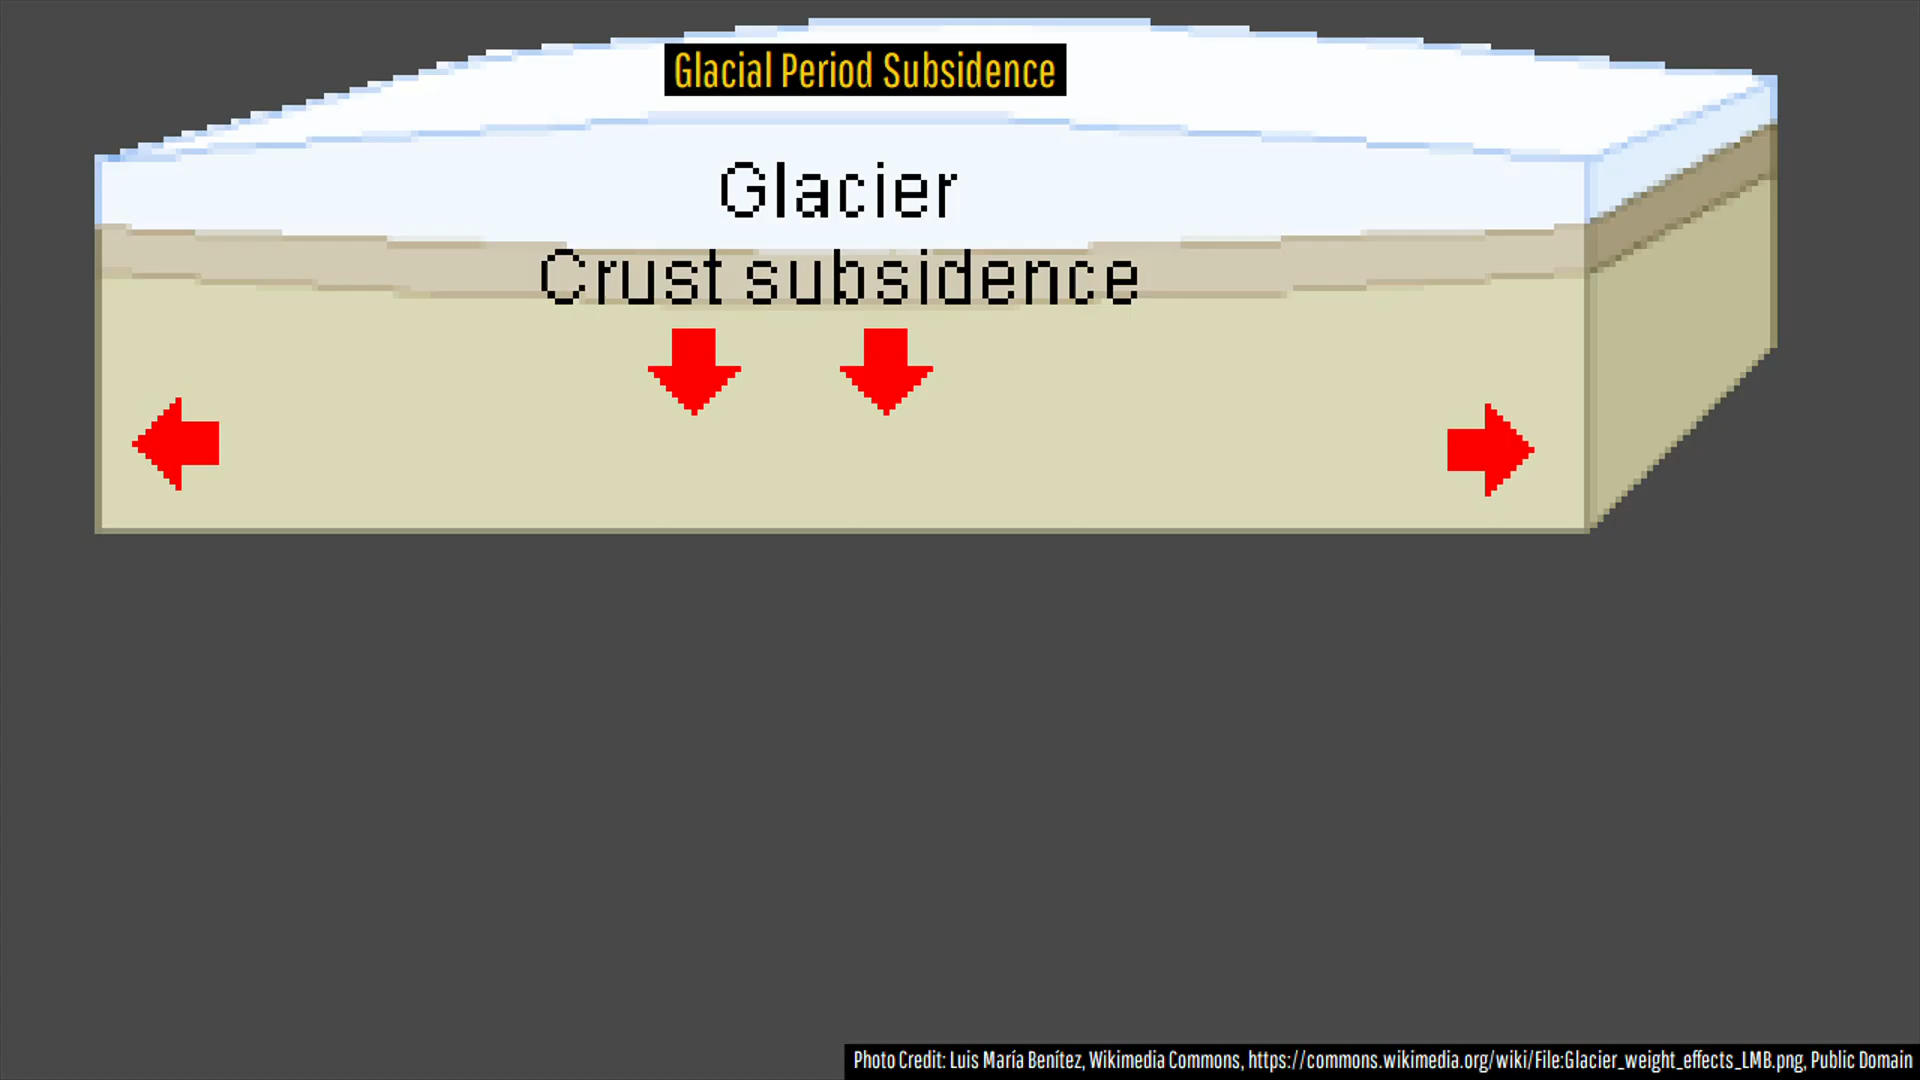 Glacial Period Subsidence
Glacier
Crust subsidence
Photo Credit: Luis María Benítez, Wikimedia Commons, https://commons.wikimedia.org/wiki/File:Glacier_weight_effects_LMB.png, Public Domain